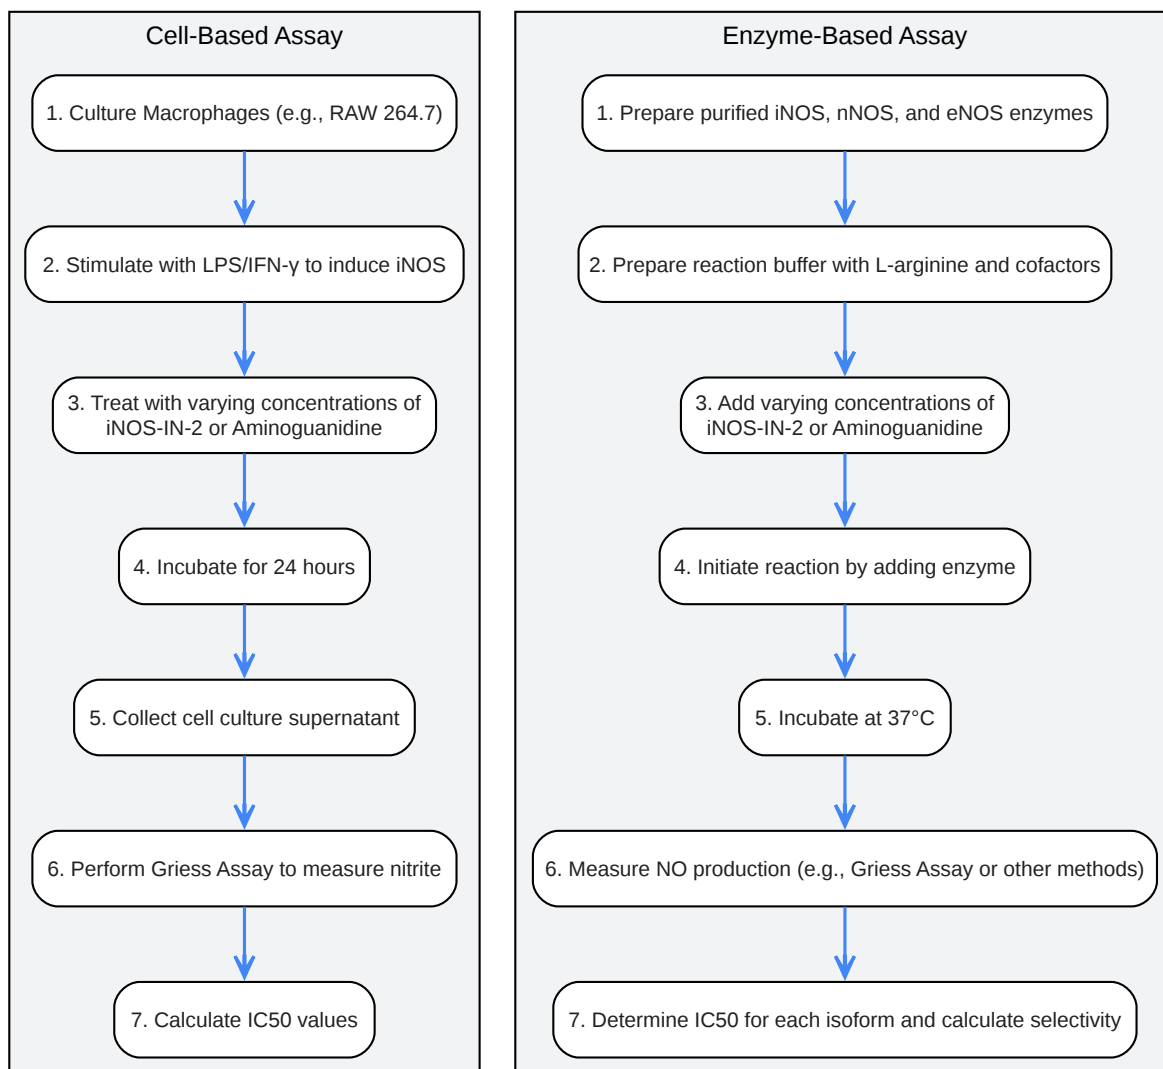 Cell-Based Assay
1. Culture Macrophages (e.g., RAW 264.7)
2. Stimulate with LPS/IFN-γ to induce iNOS
3. Treat with varying concentrations of
iNOS-IN-2 or Aminoguanidine
4. Incubate for 24 hours
5. Collect cell culture supernatant
6. Perform Griess Assay to measure nitrite
7. Calculate IC50 values
Enzyme-Based Assay
1. Prepare purified iNOS, nNOS, and eNOS enzymes
2. Prepare reaction buffer with L-arginine and cofactors
3. Add varying concentrations of
iNOS-IN-2 or Aminoguanidine
4. Initiate reaction by adding enzyme
5. Incubate at 37°C
6. Measure NO production (e.g., Griess Assay or other methods)
7. Determine IC50 for each isoform and calculate selectivity